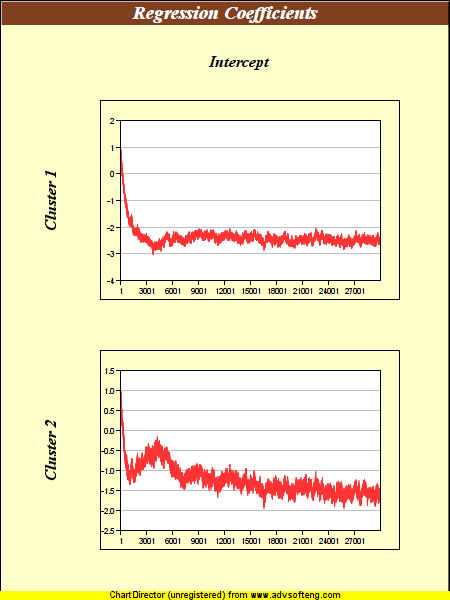 Regression Coefficients
Intercept
Cluster 1
2
1
0
-1
-2
-3
-4
1 3001 6001 9001 12001 15001 18001 21001 24001 27001
Cluster 2
1.5
1.0
0.5
0.0
-0.5
-1.0
-1.5
-2.0
-2.5
1 3001 6001 9001 12001 15001 18001 21001 24001 27001
ChartDirector (unregistered) from www.advsofteng.com